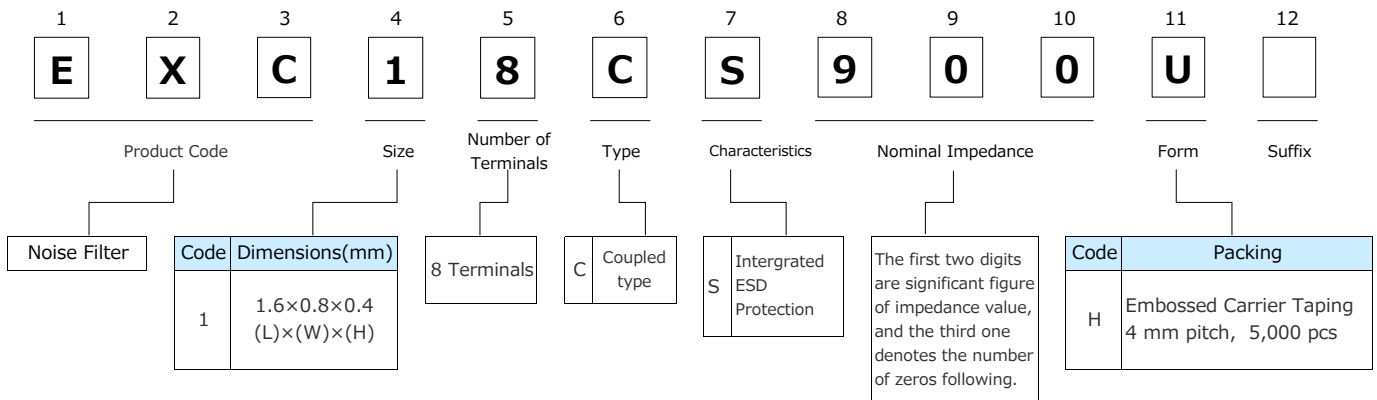 1 2 3 4 5 6 7 8 9 10 11 12
E X C 1 8 C S 9 0 0 U
Product Code
Size
Number of
Terminals
Type
Characteristics
Nominal Impedance
Form
Suffix
Noise Filter
Code Dimensions(mm)
1 1.6×0.8×0.4
(L)×(W)×(H)
8 Terminals
C Coupled
type
S Intergrated
ESD
Protection
The first two digits
are significant figure
of impedance value,
and the third one
denotes the number
of zeros following.
Code Packing
H Embossed Carrier Taping
4 mm pitch, 5,000 pcs